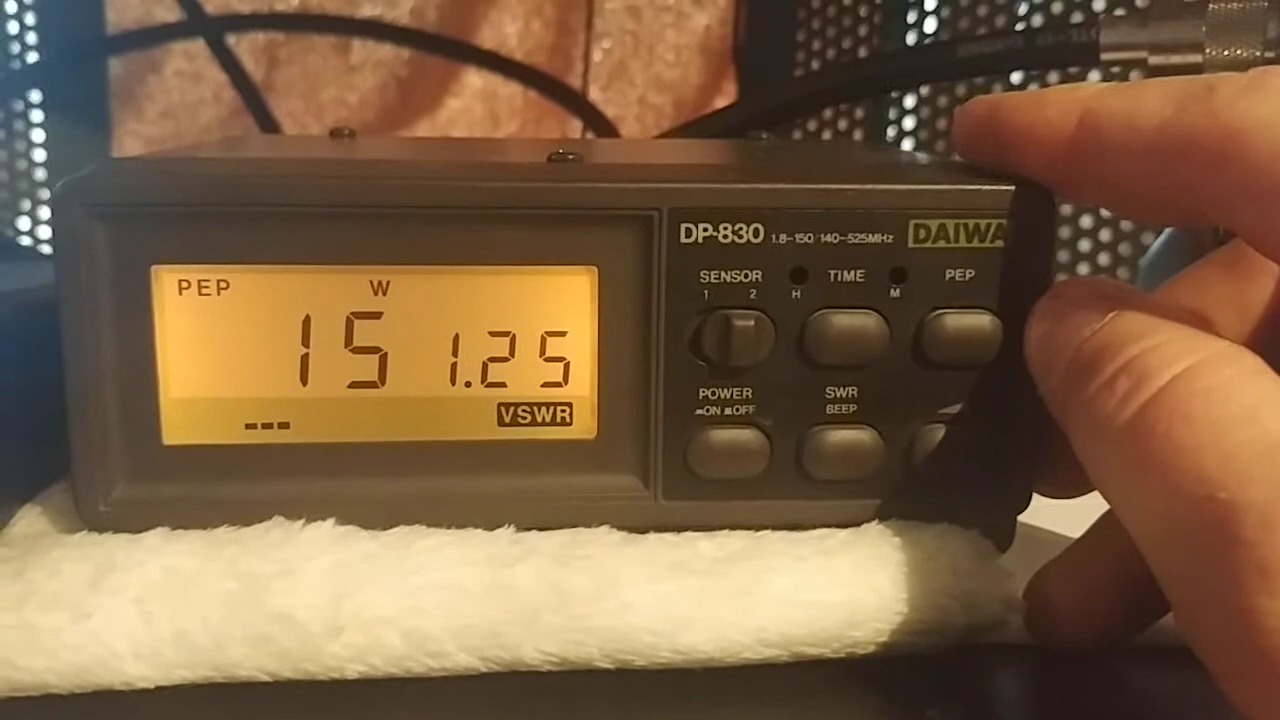 DP-830 1.8-150/140-525MHz DAIWA
PEP W
15 1.25
VSWR
SENSOR TIME PEP
1 2 H M
POWER SWR
ON OFF BEEP